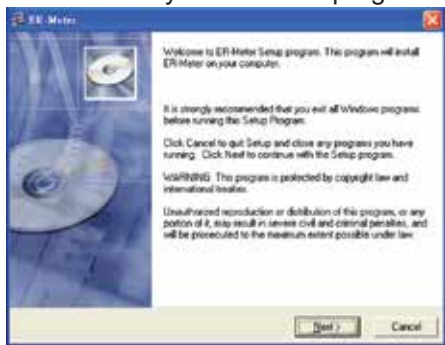 ER-Meter
Welcome to ER-Meter Setup program. This program will install
ER-Meter on your computer.
It is strongly recommended that you exit all Windows programs
before running this Setup Program.
Click Cancel to quit Setup and close any programs you have
running. Click Next to continue with the Setup program.
WARNING: This program is protected by copyright law and
international treaties.
Unauthorized reproduction or distribution of this program, or any
portion of it, may result in severe civil and criminal penalties, and
will be prosecuted to the maximum extent possible under law.
Next >
Cancel